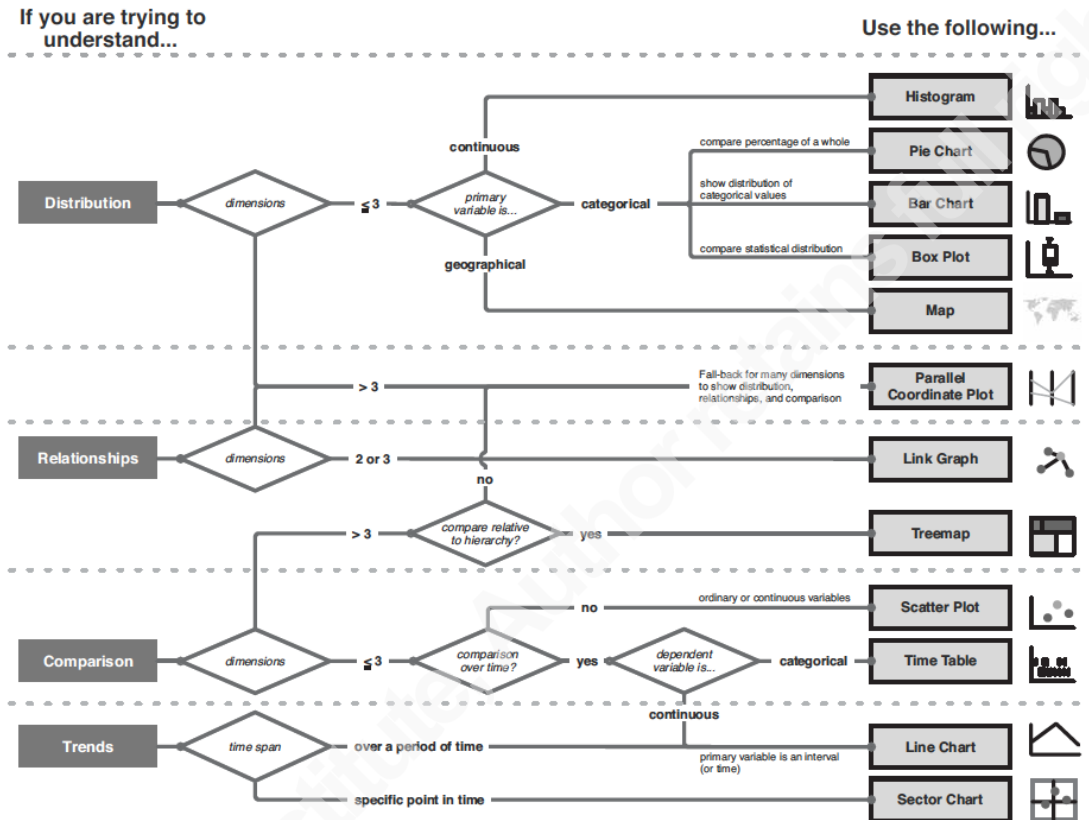 If you are trying to
understand...
Use the following...
Histogram
continuous
compare percentage of a whole
Pie Chart
Distribution
dimensions
≤ 3
primary
variable is...
categorical
show distribution of
categorical values
Bar Chart
compare statistical distribution
Box Plot
geographical
Map
> 3
Fall-back for many dimensions
to show distribution,
relationships, and comparison
Parallel
Coordinate Plot
Relationships
dimensions
2 or 3
Link Graph
no
> 3
compare relative
to hierarchy?
yes
Treemap
no
ordinary or continuous variables
Scatter Plot
Comparison
dimensions
≤ 3
comparison
over time?
yes
dependent
variable is...
categorical
Time Table
continuous
Trends
time span
over a period of time
primary variable is an interval
(or time)
Line Chart
specific point in time
Sector Chart
Author retains full